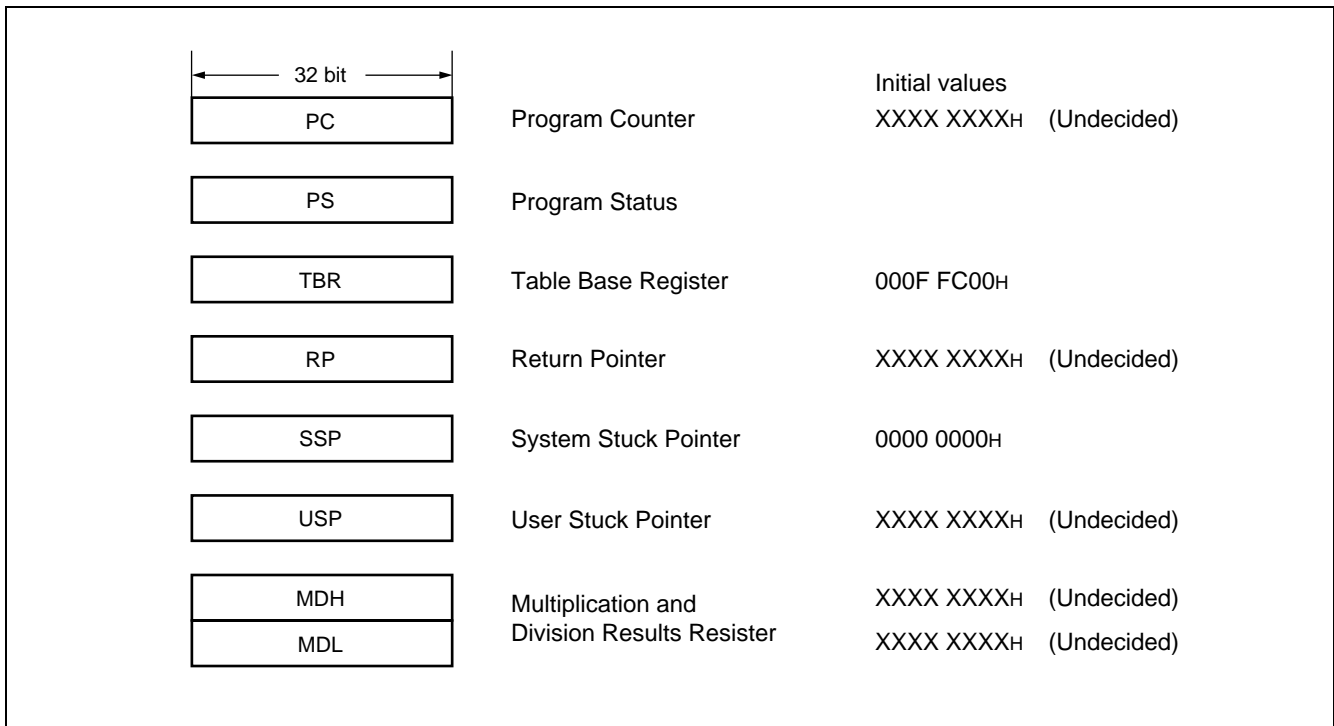 32 bit
Initial values
PC Program Counter XXXX XXXXH (Undecided)
PS Program Status
TBR Table Base Register 000F FC00H
RP Return Pointer XXXX XXXXH (Undecided)
SSP System Stuck Pointer 0000 0000H
USP User Stuck Pointer XXXX XXXXH (Undecided)
MDH Multiplication and XXXX XXXXH (Undecided)
MDL Division Results Resister XXXX XXXXH (Undecided)